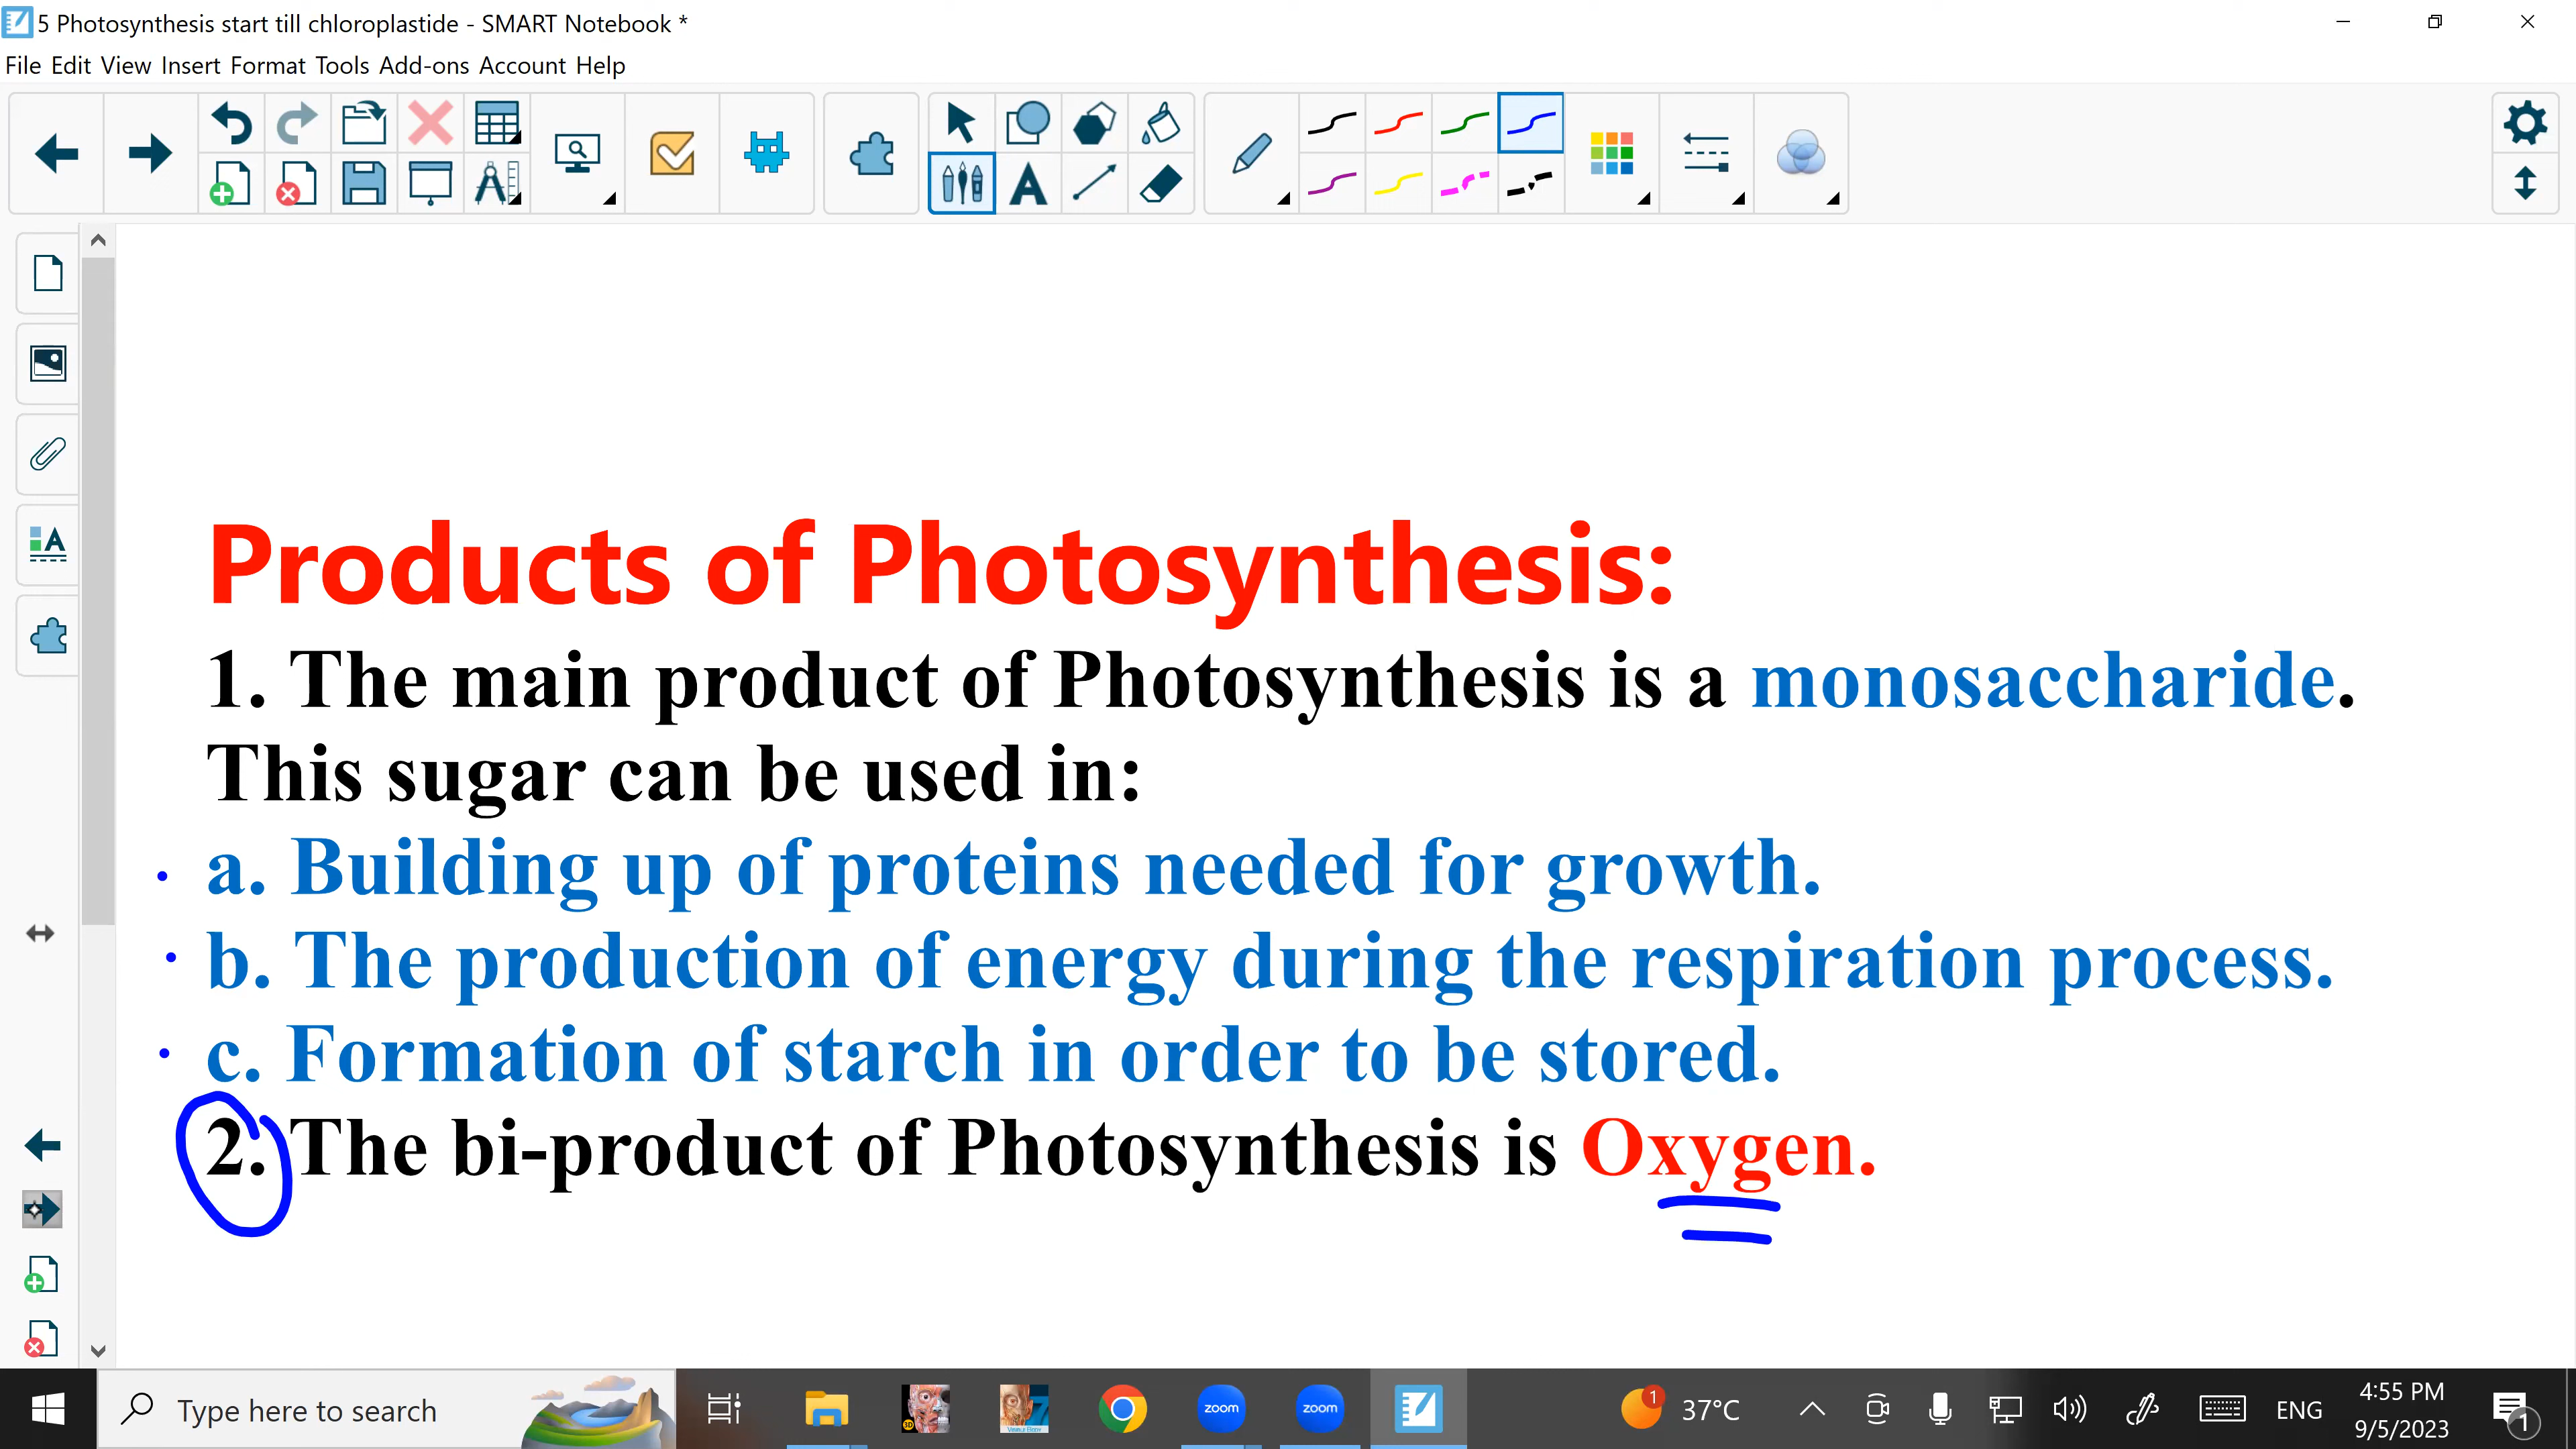 5 Photosynthesis start till chloroplastide - SMART Notebook *
File Edit View Insert Format Tools Add-ons Account Help
Products of Photosynthesis:
1. The main product of Photosynthesis is a monosaccharide.
This sugar can be used in:
a. Building up of proteins needed for growth.
b. The production of energy during the respiration process.
c. Formation of starch in order to be stored.
2. The bi-product of Photosynthesis is Oxygen.
Type here to search
3D
zoom
zoom
1
37°C
ENG
4:55 PM
9/5/2023
1